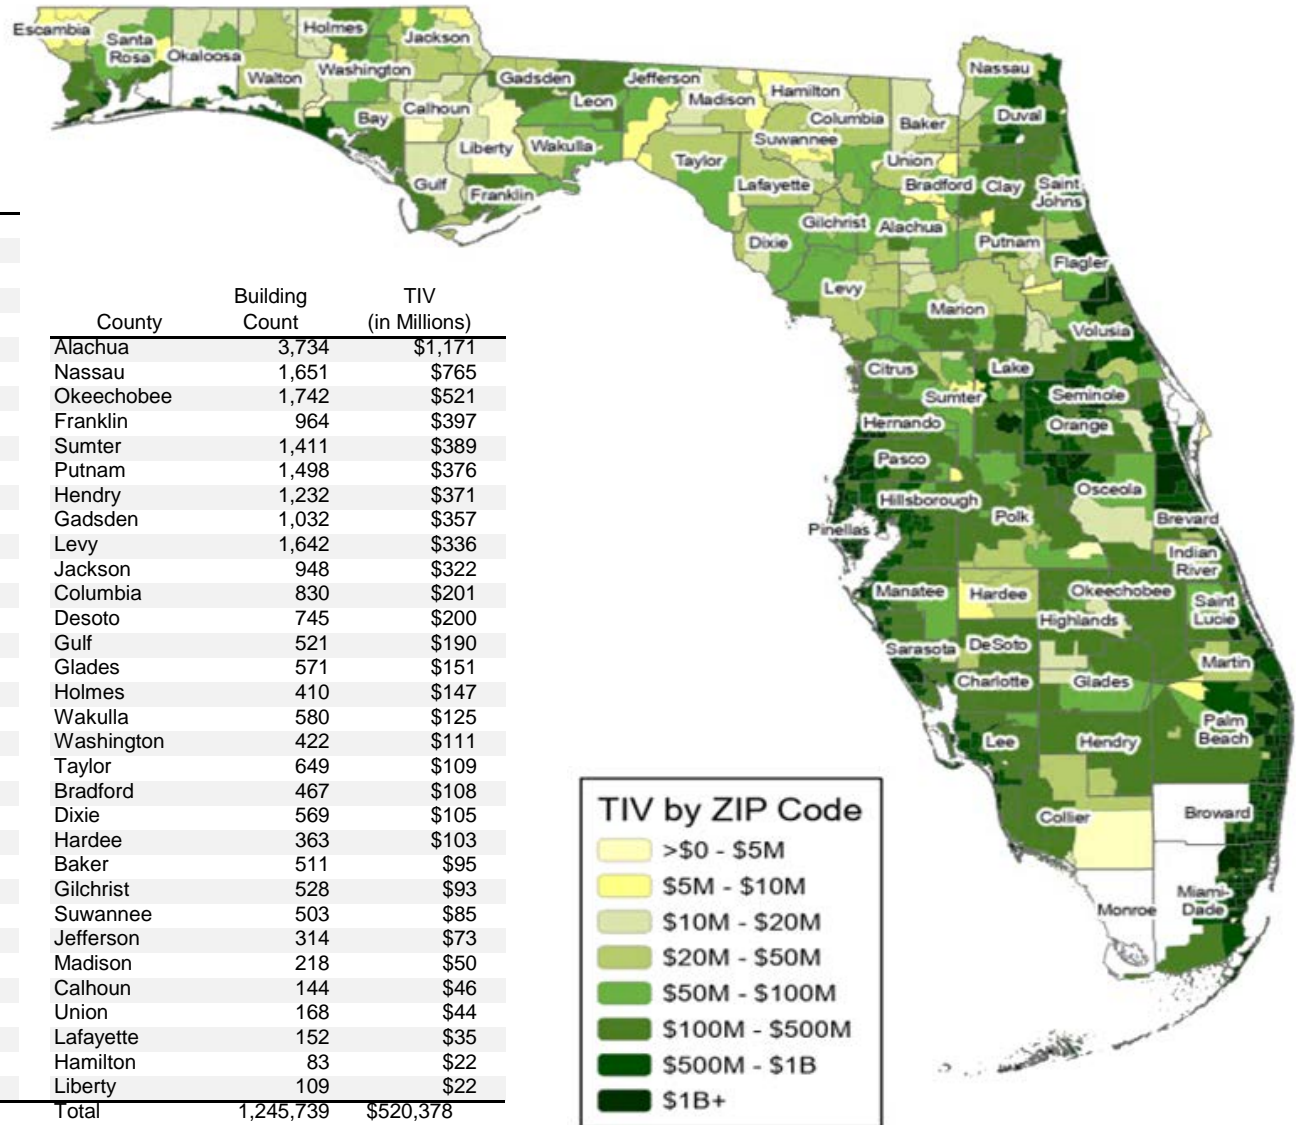 Building TIV
County Count (in Millions)
Alachua 3,734 $1,171
Nassau 1,651 $765
Okeechobee 1,742 $521
Franklin 964 $397
Sumter 1,411 $389
Putnam 1,498 $376
Hendry 1,232 $371
Gadsden 1,032 $357
Levy 1,642 $336
Jackson 948 $322
Columbia 830 $201
Desoto 745 $200
Gulf 521 $190
Glades 571 $151
Holmes 410 $147
Wakulla 580 $125
Washington 422 $111
Taylor 649 $109
Bradford 467 $108
Dixie 569 $105
Hardee 363 $103
Baker 511 $95
Gilchrist 528 $93
Suwannee 503 $85
Jefferson 314 $73
Madison 218 $50
Calhoun 144 $46
Union 168 $44
Lafayette 152 $35
Hamilton 83 $22
Liberty 109 $22
Total 1,245,739 $520,378
Escambia
Santa
Rosa
Okaloosa
Walton
Holmes
Washington
Jackson
Bay
Calhoun
Gulf
Liberty
Franklin
Gadsden
Leon
Wakulla
Jefferson
Madison
Taylor
Hamilton
Suwannee
Lafayette
Columbia
Baker
Union
Bradford
Nassau
Duval
Clay
Saint
Johns
Dixie
Gilchrist
Alachua
Putnam
Flagler
Levy
Marion
Volusia
Citrus
Lake
Sumter
Seminole
Hernando
Orange
Pasco
Hillsborough
Osceola
Pinellas
Polk
Brevard
Indian
River
Manatee
Hardee
Okeechobee
Highlands
Saint
Lucie
Sarasota
DeSoto
Martin
Charlotte
Glades
Lee
Hendry
Palm
Beach
Collier
Broward
Monroe
Miami-
Dade
TIV by ZIP Code
>$0 - $5M
$5M - $10M
$10M - $20M
$20M - $50M
$50M - $100M
$100M - $500M
$500M - $1B
$1B+